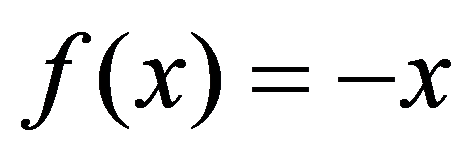 f(x) = −x